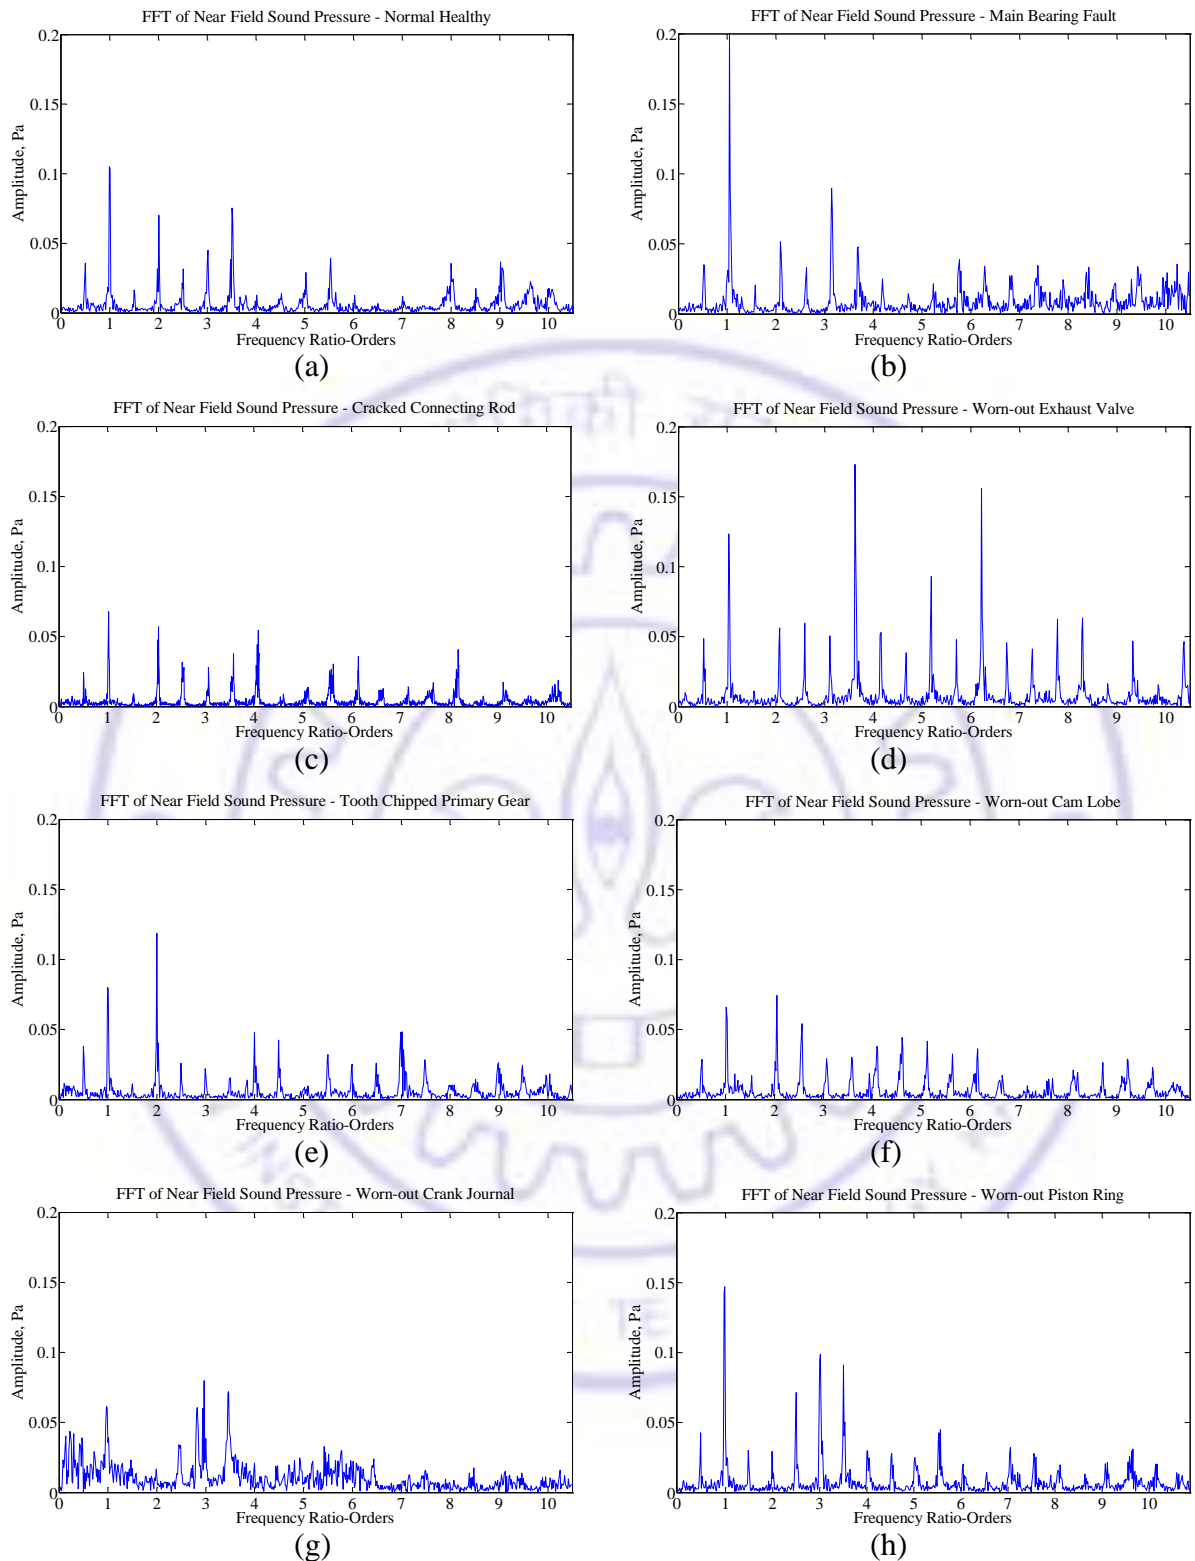 FFT of Near Field Sound Pressure - Normal Healthy
0.2
0.15
0.1
0.05
0
Amplitude, Pa
0 1 2 3 4 5 6 7 8 9 10
Frequency Ratio-Orders
(a)
FFT of Near Field Sound Pressure - Main Bearing Fault
0.2
0.15
0.1
0.05
0
Amplitude, Pa
0 1 2 3 4 5 6 7 8 9 10
Frequency Ratio-Orders
(b)
FFT of Near Field Sound Pressure - Cracked Connecting Rod
0.2
0.15
0.1
0.05
0
Amplitude, Pa
0 1 2 3 4 5 6 7 8 9 10
Frequency Ratio-Orders
(c)
FFT of Near Field Sound Pressure - Worn-out Exhaust Valve
0.2
0.15
0.1
0.05
0
Amplitude, Pa
0 1 2 3 4 5 6 7 8 9 10
Frequency Ratio-Orders
(d)
FFT of Near Field Sound Pressure - Tooth Chipped Primary Gear
0.2
0.15
0.1
0.05
0
Amplitude, Pa
0 1 2 3 4 5 6 7 8 9 10
Frequency Ratio-Orders
(e)
FFT of Near Field Sound Pressure - Worn-out Cam Lobe
0.2
0.15
0.1
0.05
0
Amplitude, Pa
0 1 2 3 4 5 6 7 8 9 10
Frequency Ratio-Orders
(f)
FFT of Near Field Sound Pressure - Worn-out Crank Journal
0.2
0.15
0.1
0.05
0
Amplitude, Pa
0 1 2 3 4 5 6 7 8 9 10
Frequency Ratio-Orders
(g)
FFT of Near Field Sound Pressure - Worn-out Piston Ring
0.2
0.15
0.1
0.05
0
Amplitude, Pa
0 1 2 3 4 5 6 7 8 9 10
Frequency Ratio-Orders
(h)